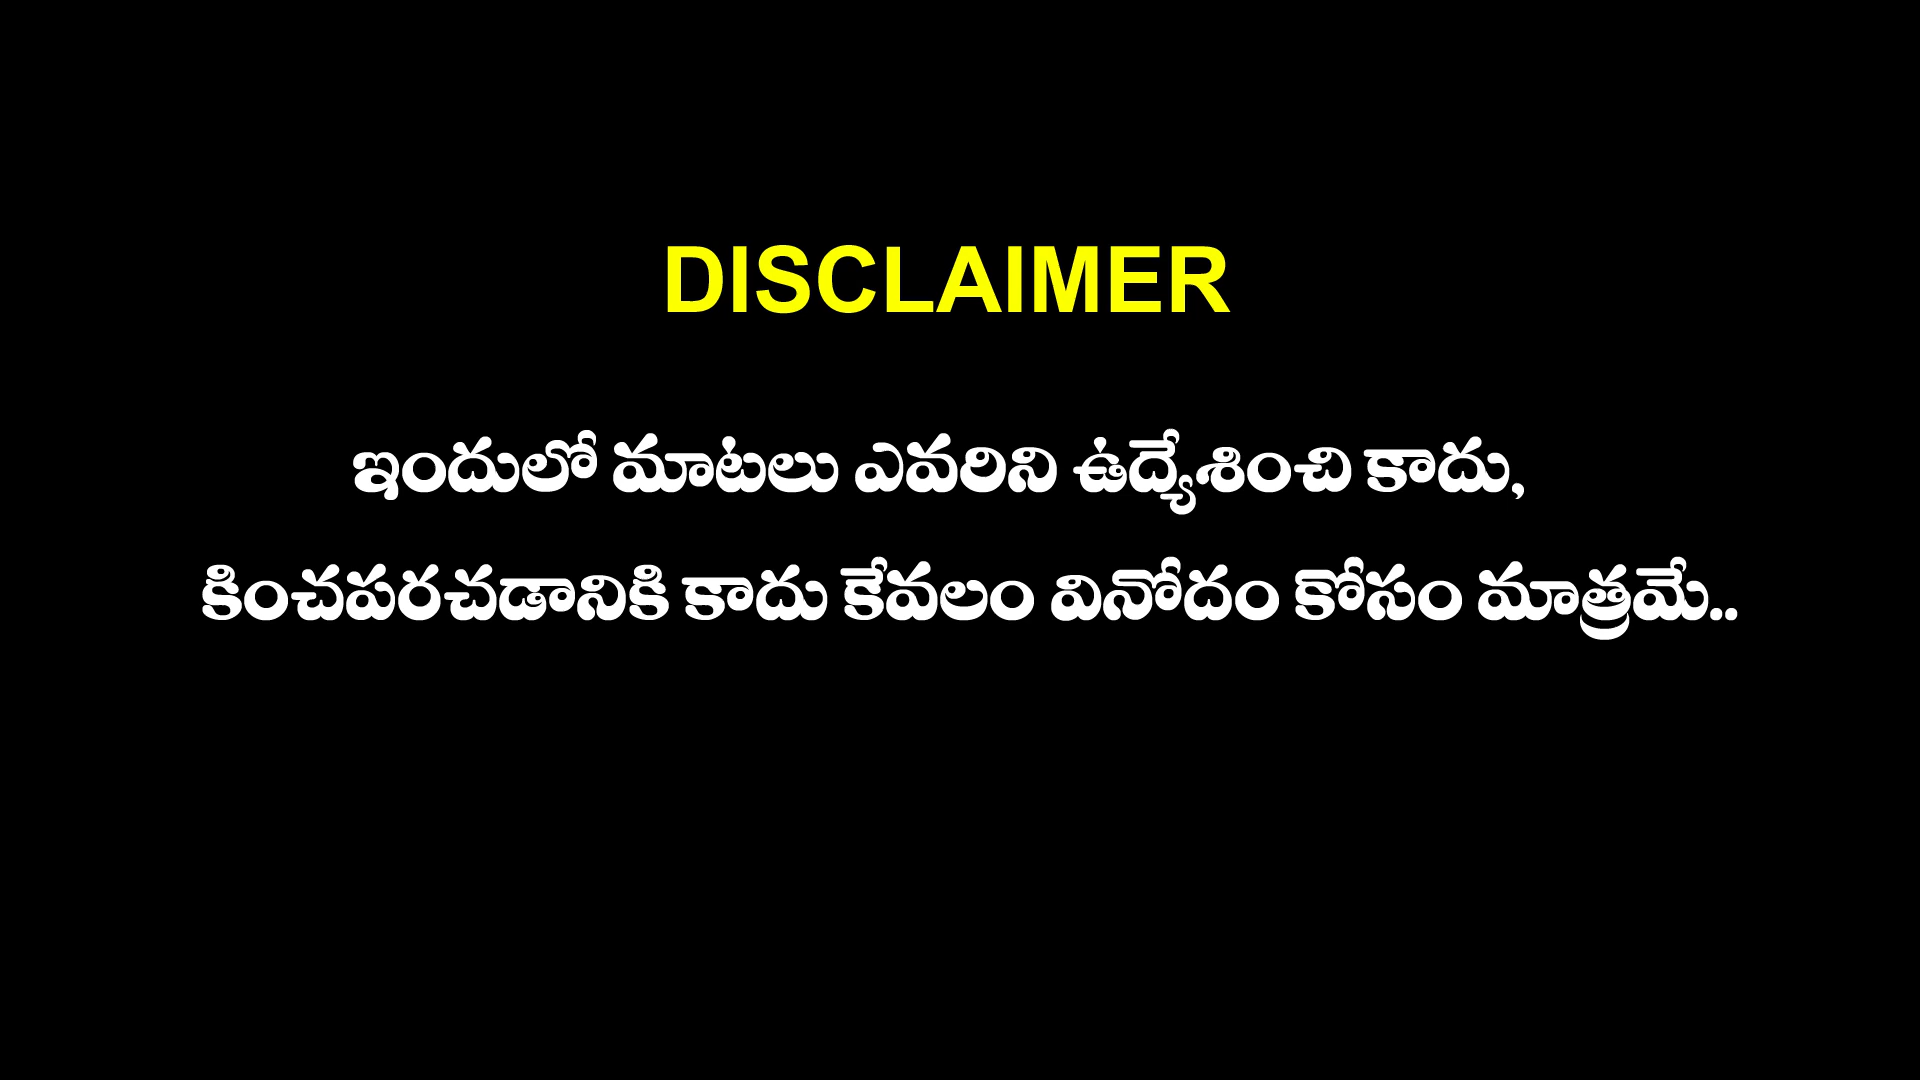 DISCLAIMER
ఇందులో మాటలు ఎవరిని ఉద్యేశించి కాదు,
కించపరచడానికి కాదు కేవలం వినోదం కోసం మాత్రమే..